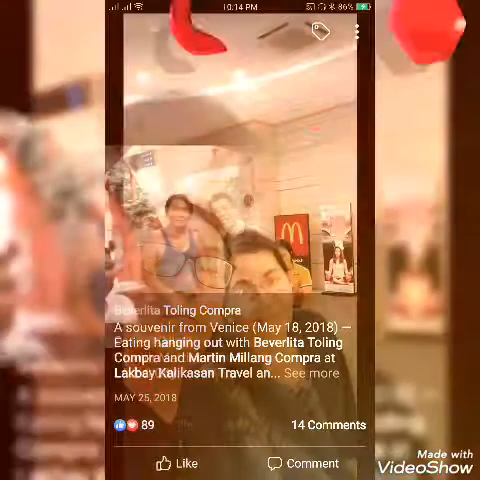 10:14 PM
86%
Beverlita Toling Compra
A souvenir from Venice (May 18, 2018) —
Eating hanging out with Beverlita Toling
Compra and Martin Millang Compra at
Lakbay Kalikasan Travel an... See more
MAY 25, 2018
89
14 Comments
Like
Comment
Made with
VideoShow